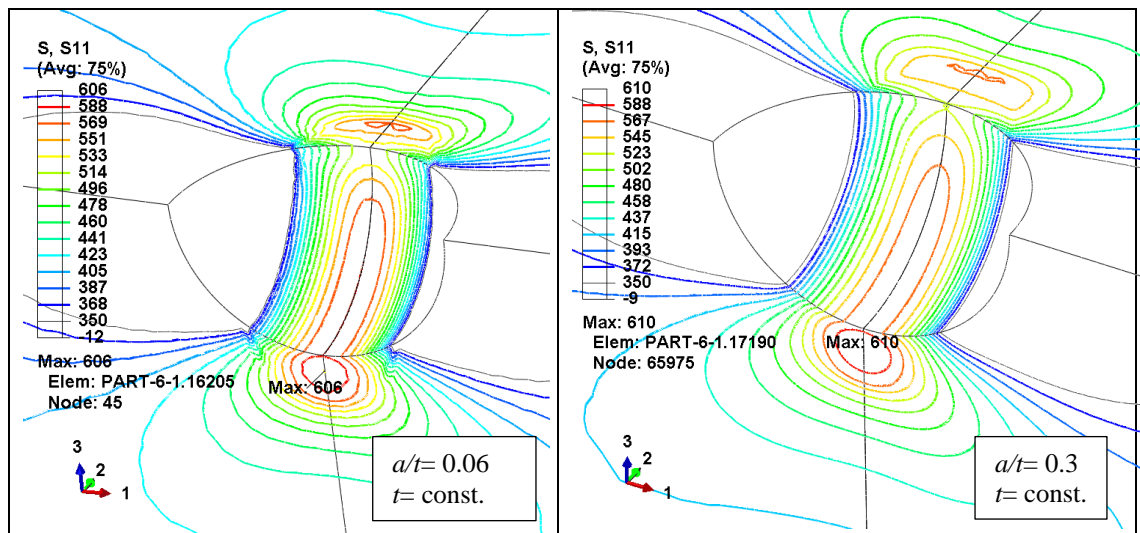 S, S11
(Avg: 75%)
606
588
569
551
533
514
496
478
460
441
423
405
387
368
350
-12
Max: 606
Elem: PART-6-1.16205
Node: 45
Max: 606
3
2
1
a/t= 0.06
t= const.
S, S11
(Avg: 75%)
610
588
567
545
523
502
480
458
437
415
393
372
350
-9
Max: 610
Elem: PART-6-1.17190
Node: 65975
Max: 610
3
2
1
a/t= 0.3
t= const.